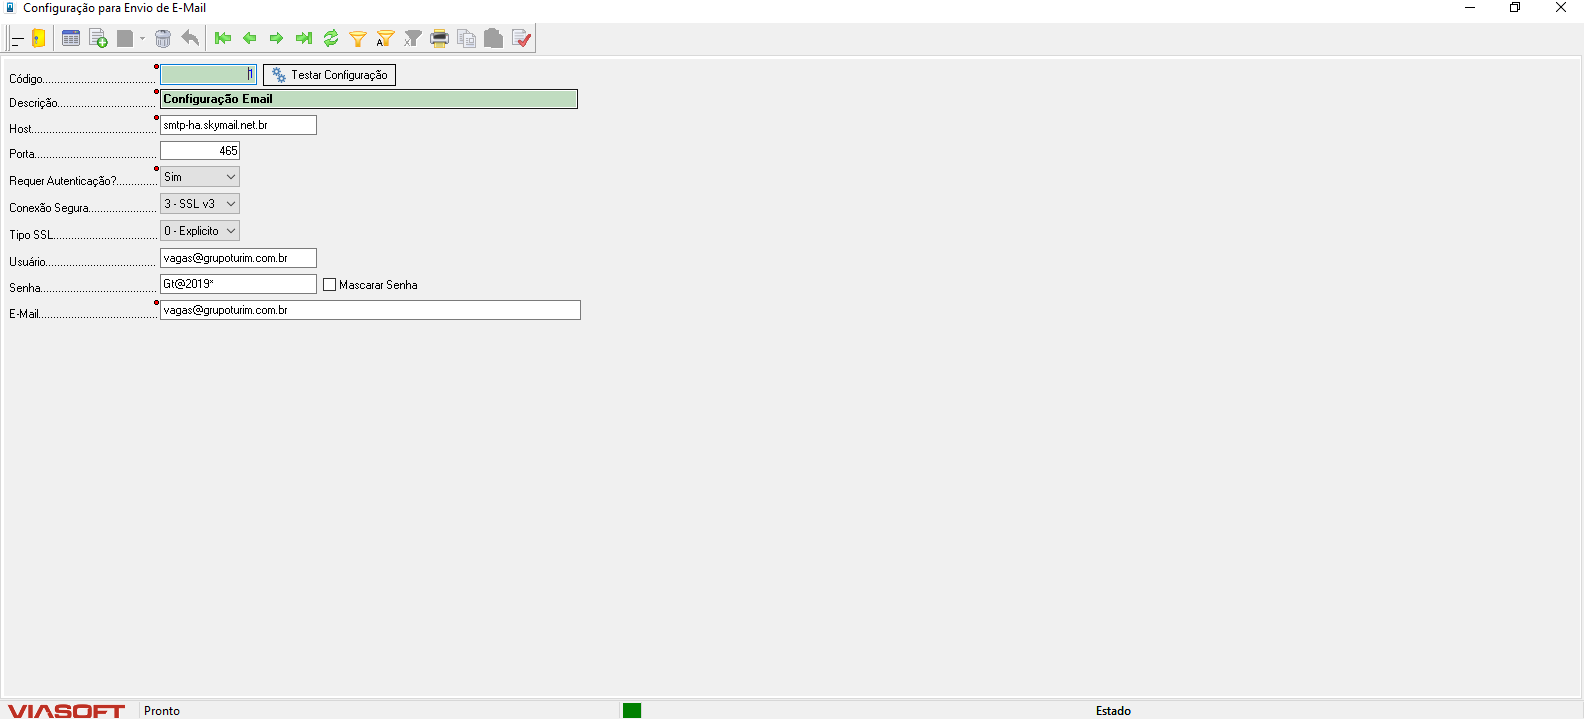 Configuração para Envio de E-Mail
Código 1 Testar Configuração
Descrição Configuração Email
Host smtp-ha.skymail.net.br
Porta 465
Requer Autenticação? Sim
Conexão Segura 3 - SSL v3
Tipo SSL 0 - Explicito
Usuário vagas@grupoturim.com.br
Senha Gt@2019* Mascarar Senha
E-Mail vagas@grupoturim.com.br
VIASOFT Pronto Estado